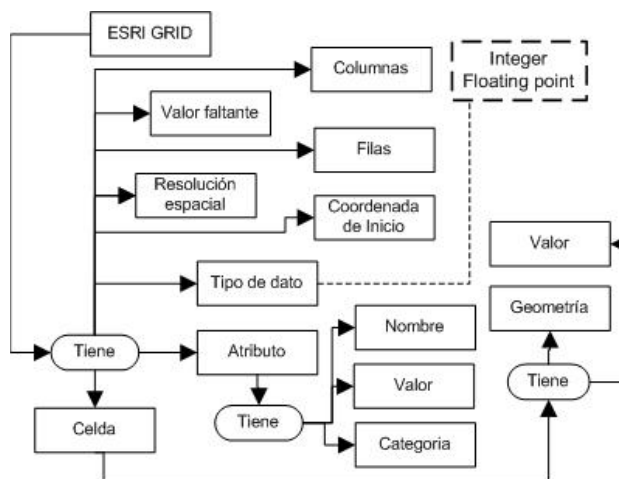 ESRI GRID
Columnas
Integer
Floating point
Valor faltante
Filas
Resolución
espacial
Coordenada
de Inicio
Valor
Tipo de dato
Geometría
Nombre
Tiene
Atributo
Valor
Tiene
Tiene
Celda
Categoria